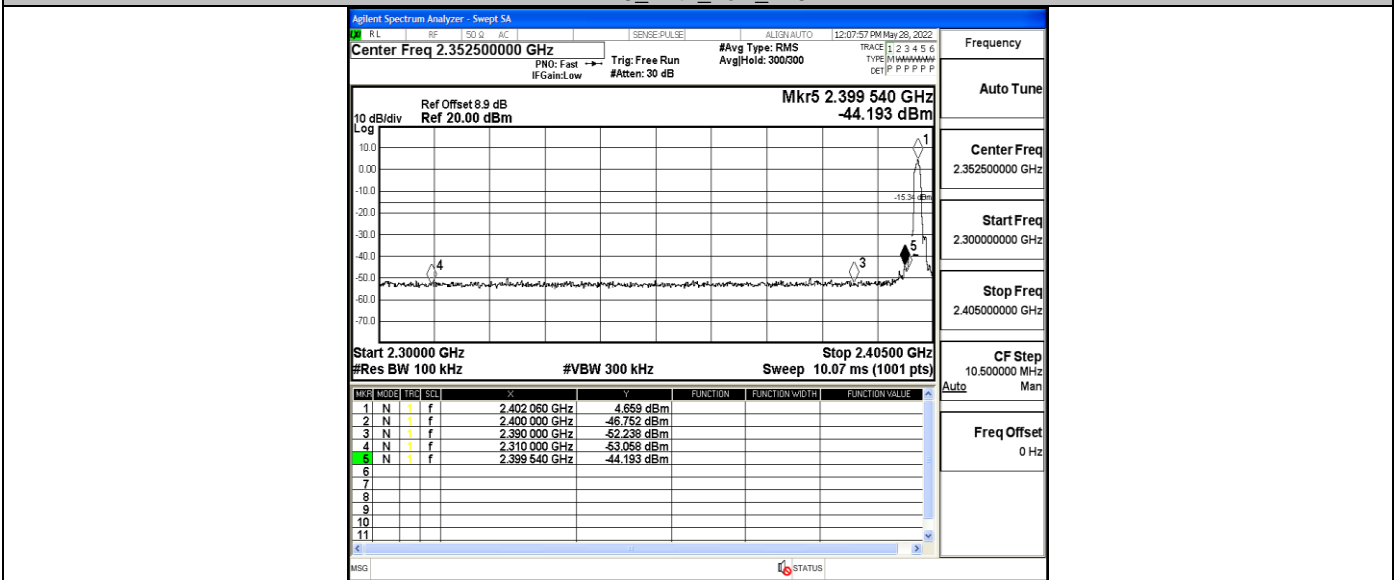 Agilent Spectrum Analyzer - Swept SA
RL RF 50 Ω AC SENSE:PULSE ALIGN AUTO 12:07:57 PM May 28, 2022
Center Freq 2.352500000 GHz
PNO: Fast
IFGain:Low
Trig: Free Run
#Atten: 30 dB
#Avg Type: RMS
Avg|Hold: 300/300
TRACE 1 2 3 4 5 6
TYPE M WWWWW
DET P P P P P P
Frequency
Mkr5 2.399 540 GHz
-44.193 dBm
Ref Offset 8.9 dB
10 dB/div Ref 20.00 dBm
Log
10.0
0.00
-10.0
-20.0
-30.0
-40.0
-50.0
-60.0
-70.0
1
-15.34 dBm
5
3
4
Start 2.30000 GHz Stop 2.40500 GHz
#Res BW 100 kHz #VBW 300 kHz Sweep 10.07 ms (1001 pts)
MKR MODE TRC SCL X Y FUNCTION FUNCTION WIDTH FUNCTION VALUE
1 N 1 f 2.402 060 GHz 4.659 dBm
2 N 1 f 2.400 000 GHz -46.752 dBm
3 N 1 f 2.390 000 GHz -52.238 dBm
4 N 1 f 2.310 000 GHz -53.058 dBm
5 N 1 f 2.399 540 GHz -44.193 dBm
6
7
8
9
10
11
MSG STATUS
Auto Tune
Center Freq
2.352500000 GHz
Start Freq
2.300000000 GHz
Stop Freq
2.405000000 GHz
CF Step
10.500000 MHz
Auto Man
Freq Offset
0 Hz